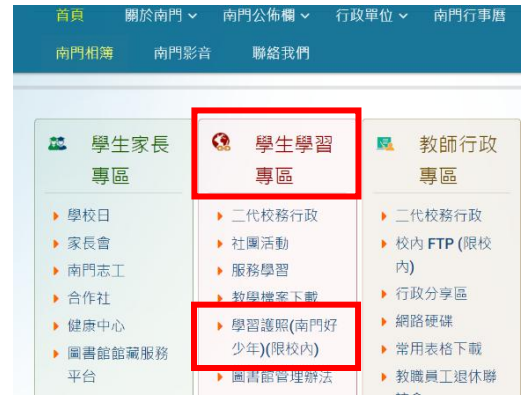 首頁 關於南門 南門公佈欄 行政單位 南門行事曆
南門相簿 南門影音 聯絡我們
學生家長
專區
學校日
家長會
南門志工
合作社
健康中心
圖書館館藏服務
平台
學生學習
專區
二代校務行政
社團活動
服務學習
教學檔案下載
學習護照(南門好
少年)(限校內)
圖書館管理辦法
教師行政
專區
二代校務行政
校內 FTP (限校
內)
行政分享區
網路硬碟
常用表格下載
教職員工退休聯